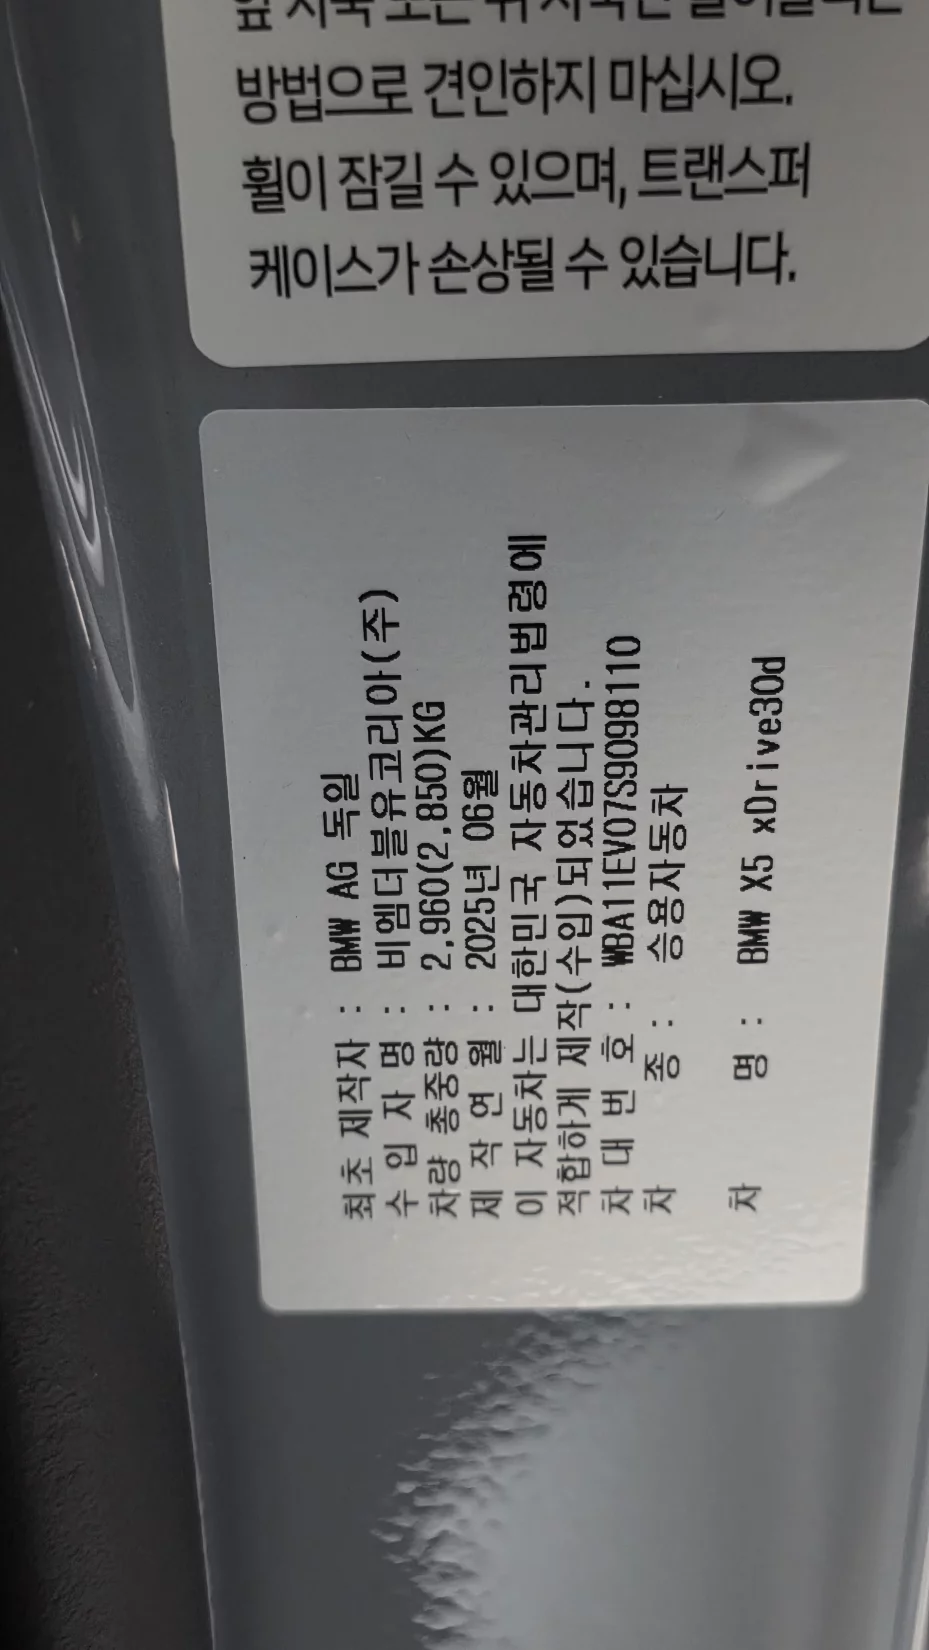 방법으로 견인하지 마십시오.
휠이 잠길 수 있으며, 트랜스퍼
케이스가 손상될 수 있습니다.
최초 제작자 : BMW AG 독일
수 입 자 명 : 비엠더블유코리아(주)
차량 총중량 : 2,960(2,850)KG
제 작 연 월 : 2025년 06월
이 자동차는 대한민국 자동차관리법령에
적합하게 제작(수입)되었습니다.
차 대 번 호 : WBA11EV07S9098110
차 종 : 승용자동차
차 명 : BMW X5 xDrive30d